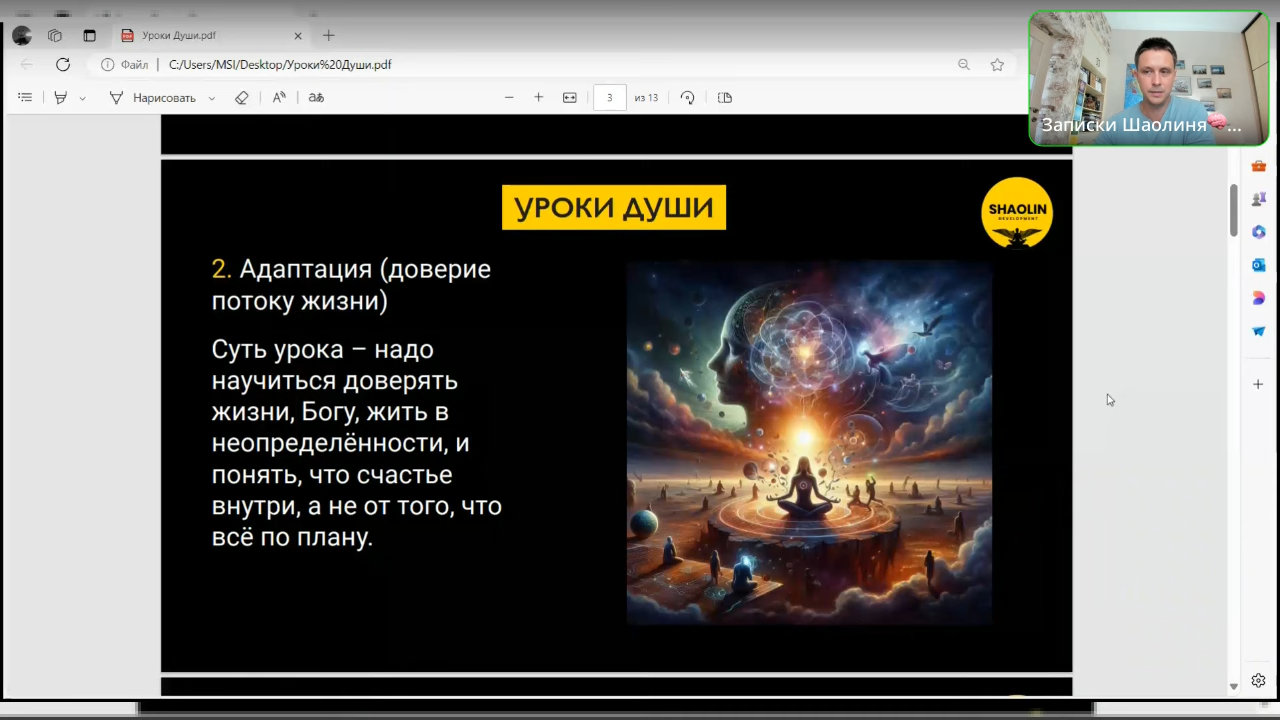 Уроки Души.pdf
Файл
C:/Users/MSI/Desktop/Уроки%20Души.pdf
Нарисовать
3
из 13
Записки Шаолиня🧠 ...
УРОКИ ДУШИ
SHAOLIN
DEVELOPMENT
2. Адаптация (доверие
потоку жизни)
Суть урока – надо
научиться доверять
жизни, Богу, жить в
неопределённости, и
понять, что счастье
внутри, а не от того, что
всё по плану.